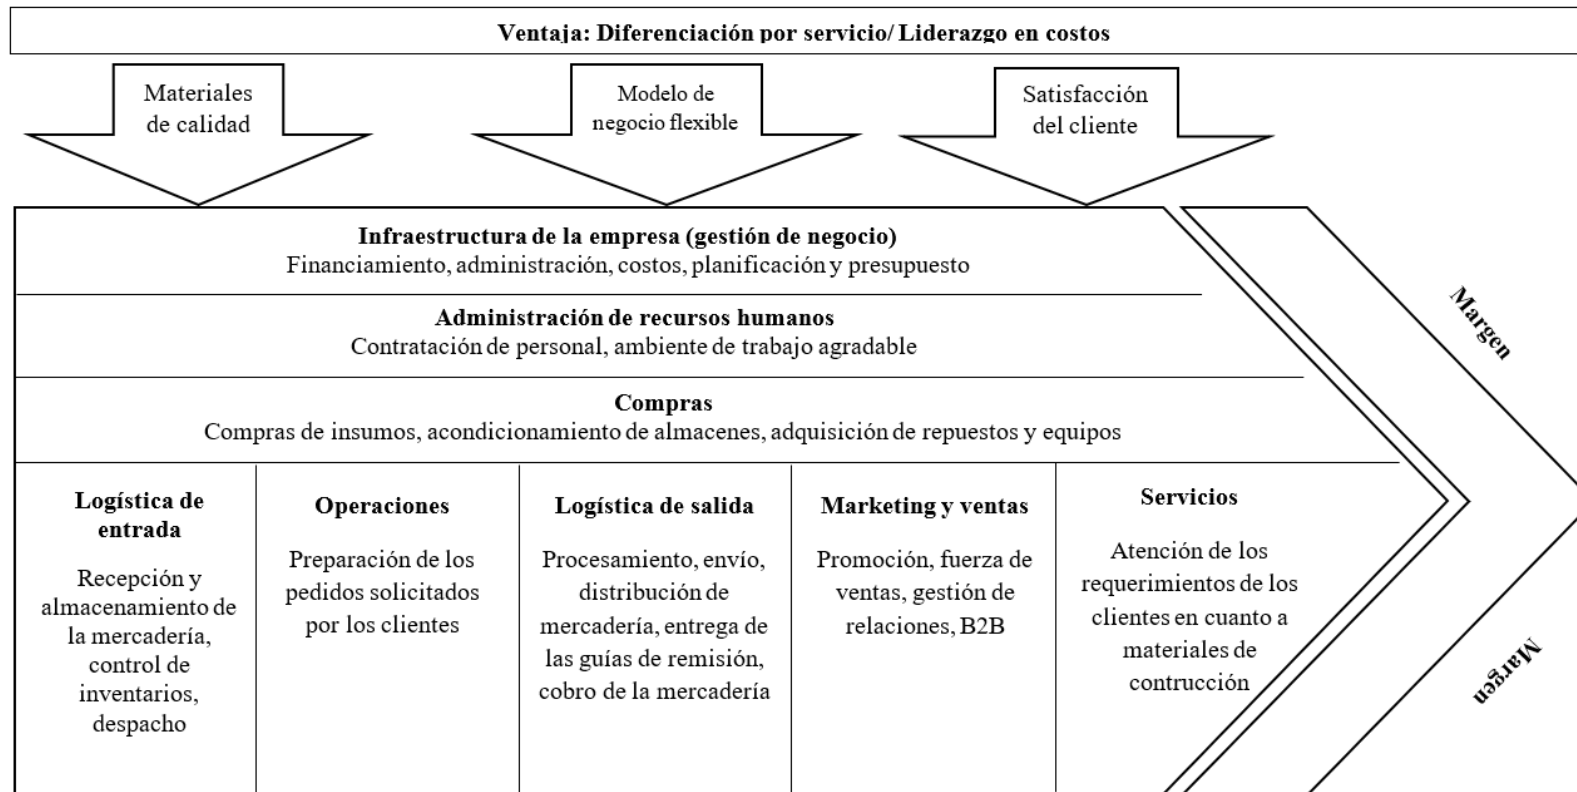 Ventaja: Diferenciación por servicio/ Liderazgo en costos
Materiales
de calidad
Modelo de
negocio flexible
Satisfacción
del cliente
Infraestructura de la empresa (gestión de negocio)
Financiamiento, administración, costos, planificación y presupuesto
Administración de recursos humanos
Contratación de personal, ambiente de trabajo agradable
Compras
Compras de insumos, acondicionamiento de almacenes, adquisición de repuestos y equipos
Logística de
entrada
Recepción y
almacenamiento de
la mercadería,
control de
inventarios,
despacho
Operaciones
Preparación de los
pedidos solicitados
por los clientes
Logística de salida
Procesamiento, envío,
distribución de
mercadería, entrega de
las guías de remisión,
cobro de la mercadería
Marketing y ventas
Promoción, fuerza de
ventas, gestión de
relaciones, B2B
Servicios
Atención de los
requerimientos de los
clientes en cuanto a
materiales de
contrucción
Margen
Margen